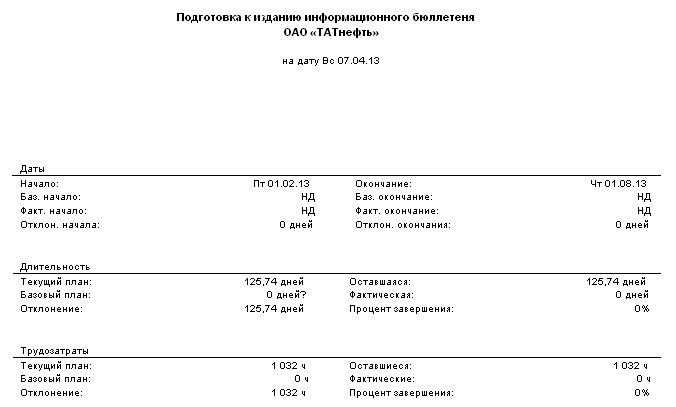 Подготовка к изданию информационного бюллетеня
ОАО «ТАТнефть»
на дату Вс 07.04.13
Даты
Начало: Пт 01.02.13 Окончание: Чт 01.08.13
Баз. начало: НД Баз. окончание: НД
Факт. начало: НД Факт. окончание: НД
Отклон. начала: 0 дней Отклон. окончания: 0 дней
Длительность
Текущий план: 125,74 дней Оставшаяся: 125,74 дней
Базовый план: 0 дней? Фактическая: 0 дней
Отклонение: 125,74 дней Процент завершения: 0%
Трудозатраты
Текущий план: 1 032 ч Оставшиеся: 1 032 ч
Базовый план: 0 ч Фактические: 0 ч
Отклонение: 1 032 ч Процент завершения: 0%